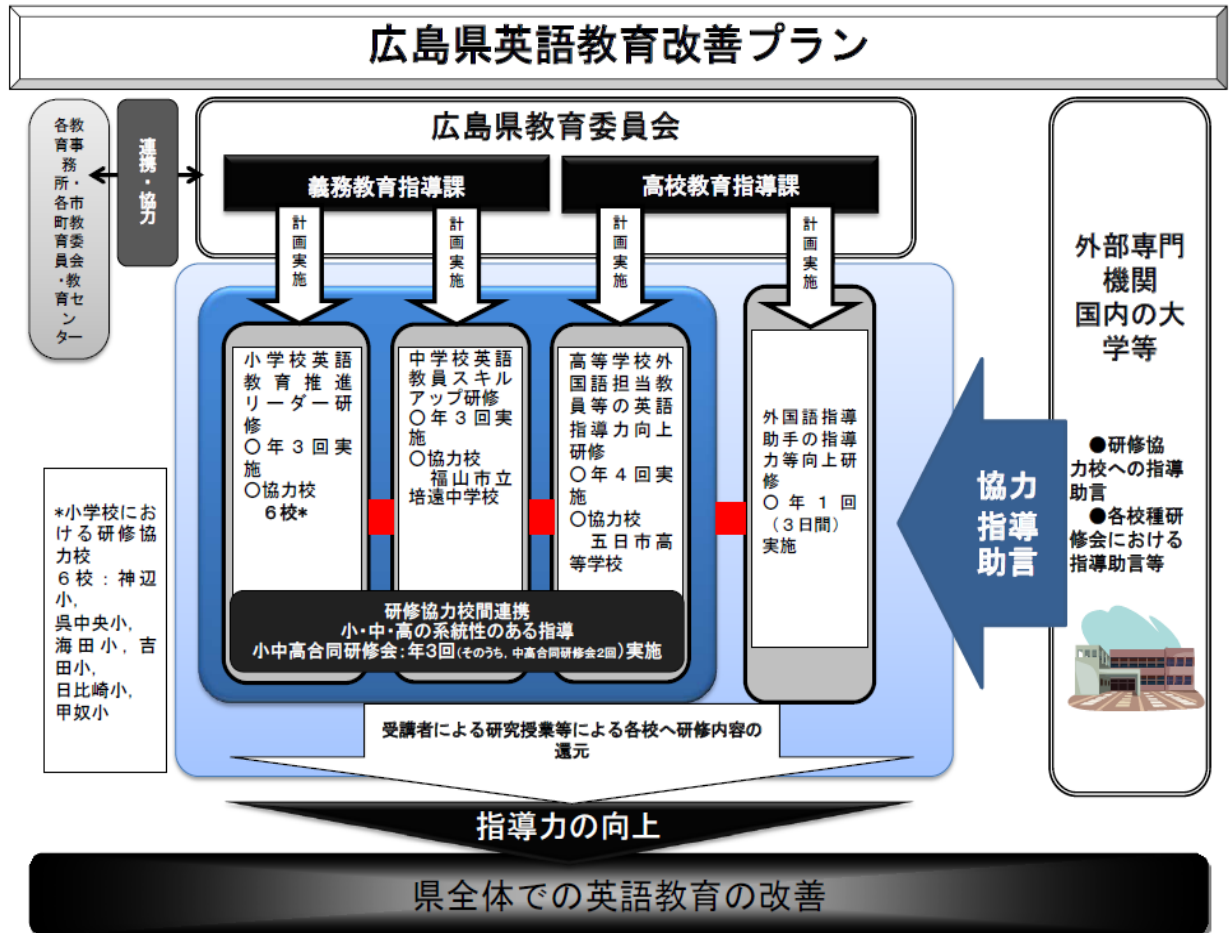 広島県英語教育改善プラン
各教育事務所・各市町教育委員会・教育センター
連携・協力
広島県教育委員会
義務教育指導課
高校教育指導課
計画実施
計画実施
計画実施
計画実施
小学校英語
教育推進
リーダー研
修
〇年3回実
施
〇協力校
6校*
中学校英語
教員スキル
アップ研修
〇年3回実
施
〇協力校
福山市立
培遠中学校
高等学校外
国語担当教
員等の英語
指導力向上
研修
〇年4回実
施
〇協力校
五日市高
等学校
外国語指導
助手の指導
力等向上研
修
〇年1回
(3日間)
実施
研修協力校間連携
小・中・高の系統性のある指導
小中高合同研修会:年3回(そのうち,中高合同研修会2回)実施
*小学校にお
ける研修協
力校
6校:神辺
小,
呉中央小,
海田小,吉
田小,
日比崎小,
甲奴小
協力
指導
助言
外部専門
機関
国内の大
学等
●研修協
力校への指導
助言
●各校種研
修会における
指導助言等
受講者による研究授業等による各校へ研修内容の
還元
指導力の向上
県全体での英語教育の改善